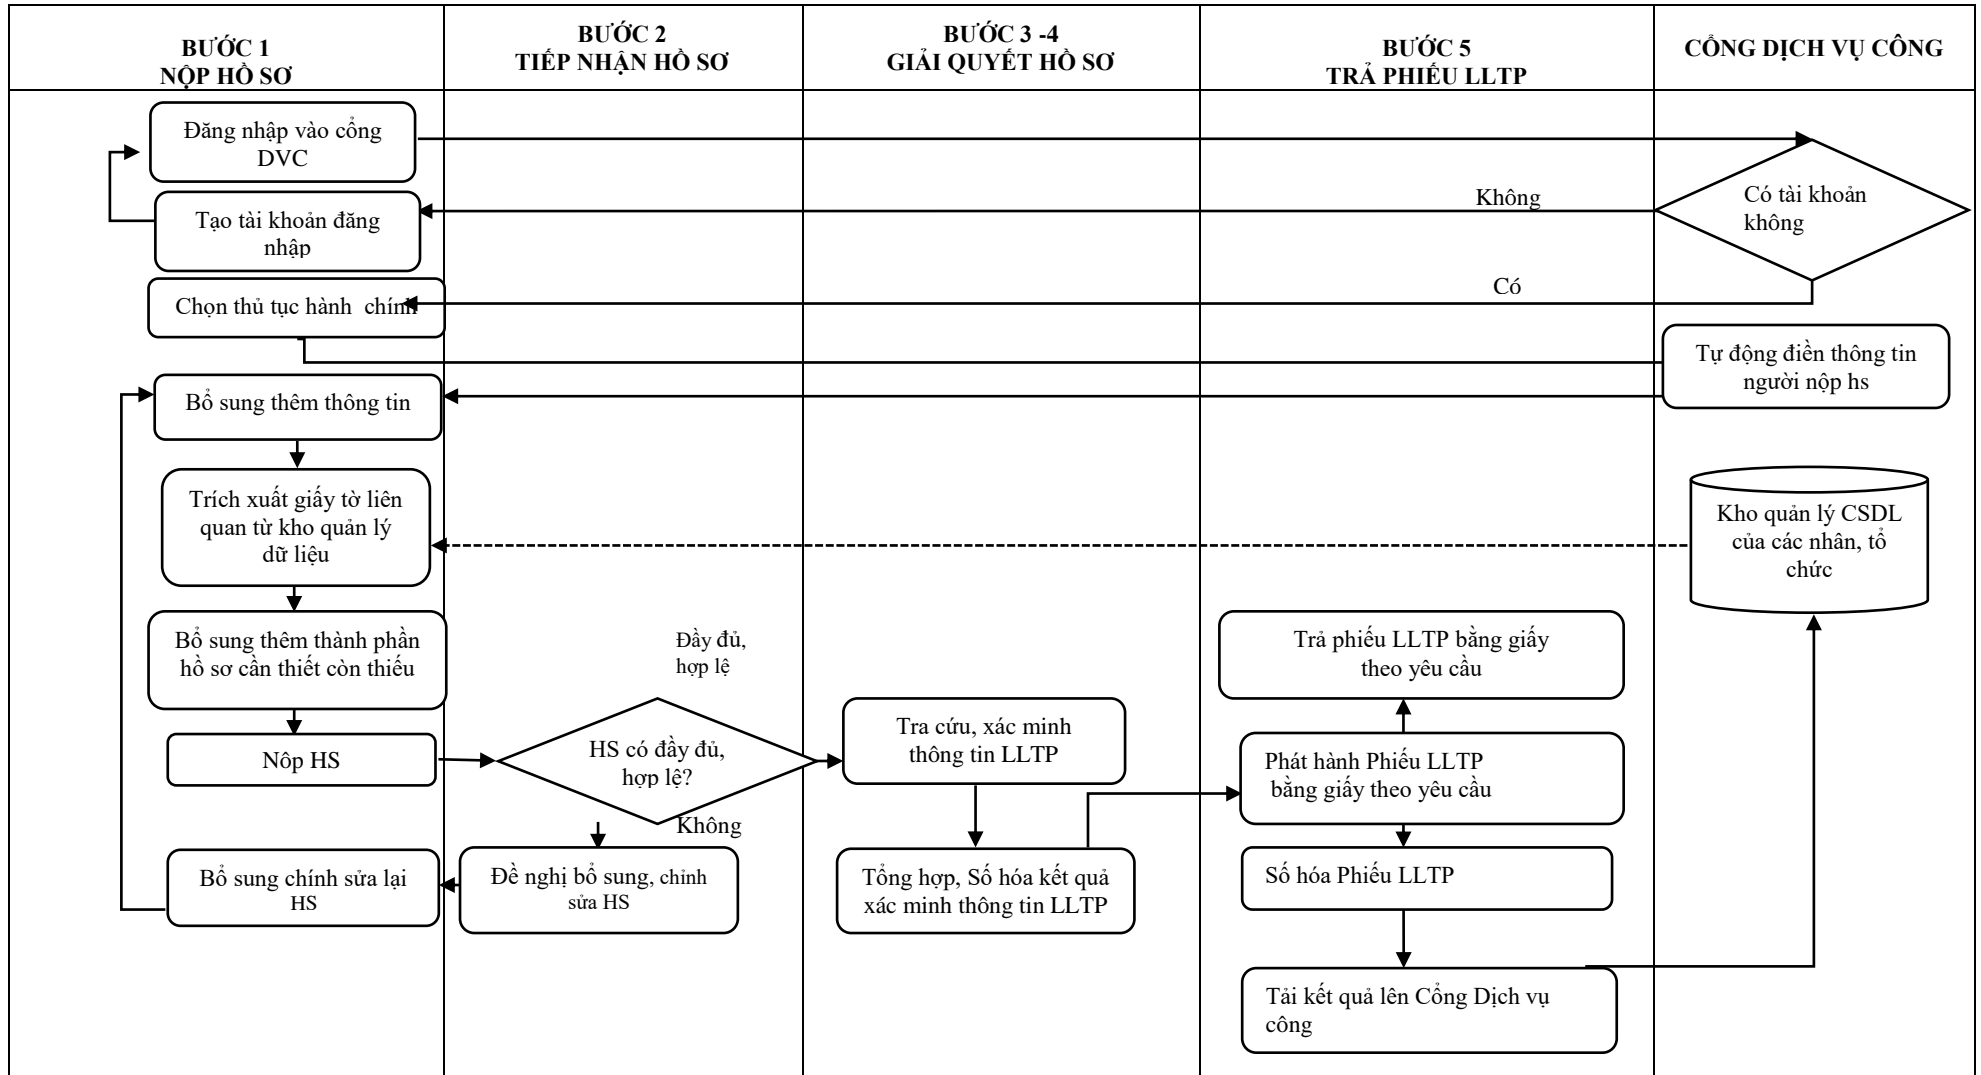 BƯỚC 1
NỘP HỒ SƠ
BƯỚC 2
TIẾP NHẬN HỒ SƠ
BƯỚC 3 -4
GIẢI QUYẾT HỒ SƠ
BƯỚC 5
TRẢ PHIẾU LLTP
CỔNG DỊCH VỤ CÔNG
Đăng nhập vào cổng
DVC
Tạo tài khoản đăng
nhập
Không
Có tài khoản
không
Có
Chọn thủ tục hành chính
Tự động điền thông tin
người nộp hs
Bổ sung thêm thông tin
Trích xuất giấy tờ liên
quan từ kho quản lý
dữ liệu
Kho quản lý CSDL
của các nhân, tổ
chức
Bổ sung thêm thành phần
hồ sơ cần thiết còn thiếu
Đầy đủ,
hợp lệ
Trả phiếu LLTP bằng giấy
theo yêu cầu
Nôp HS
HS có đầy đủ,
hợp lệ?
Tra cứu, xác minh
thông tin LLTP
Phát hành Phiếu LLTP
bằng giấy theo yêu cầu
Không
Bổ sung chính sửa lại
HS
Đề nghị bổ sung, chỉnh
sửa HS
Tổng hợp, Số hóa kết quả
xác minh thông tin LLTP
Số hóa Phiếu LLTP
Tải kết quả lên Cổng Dịch vụ
công